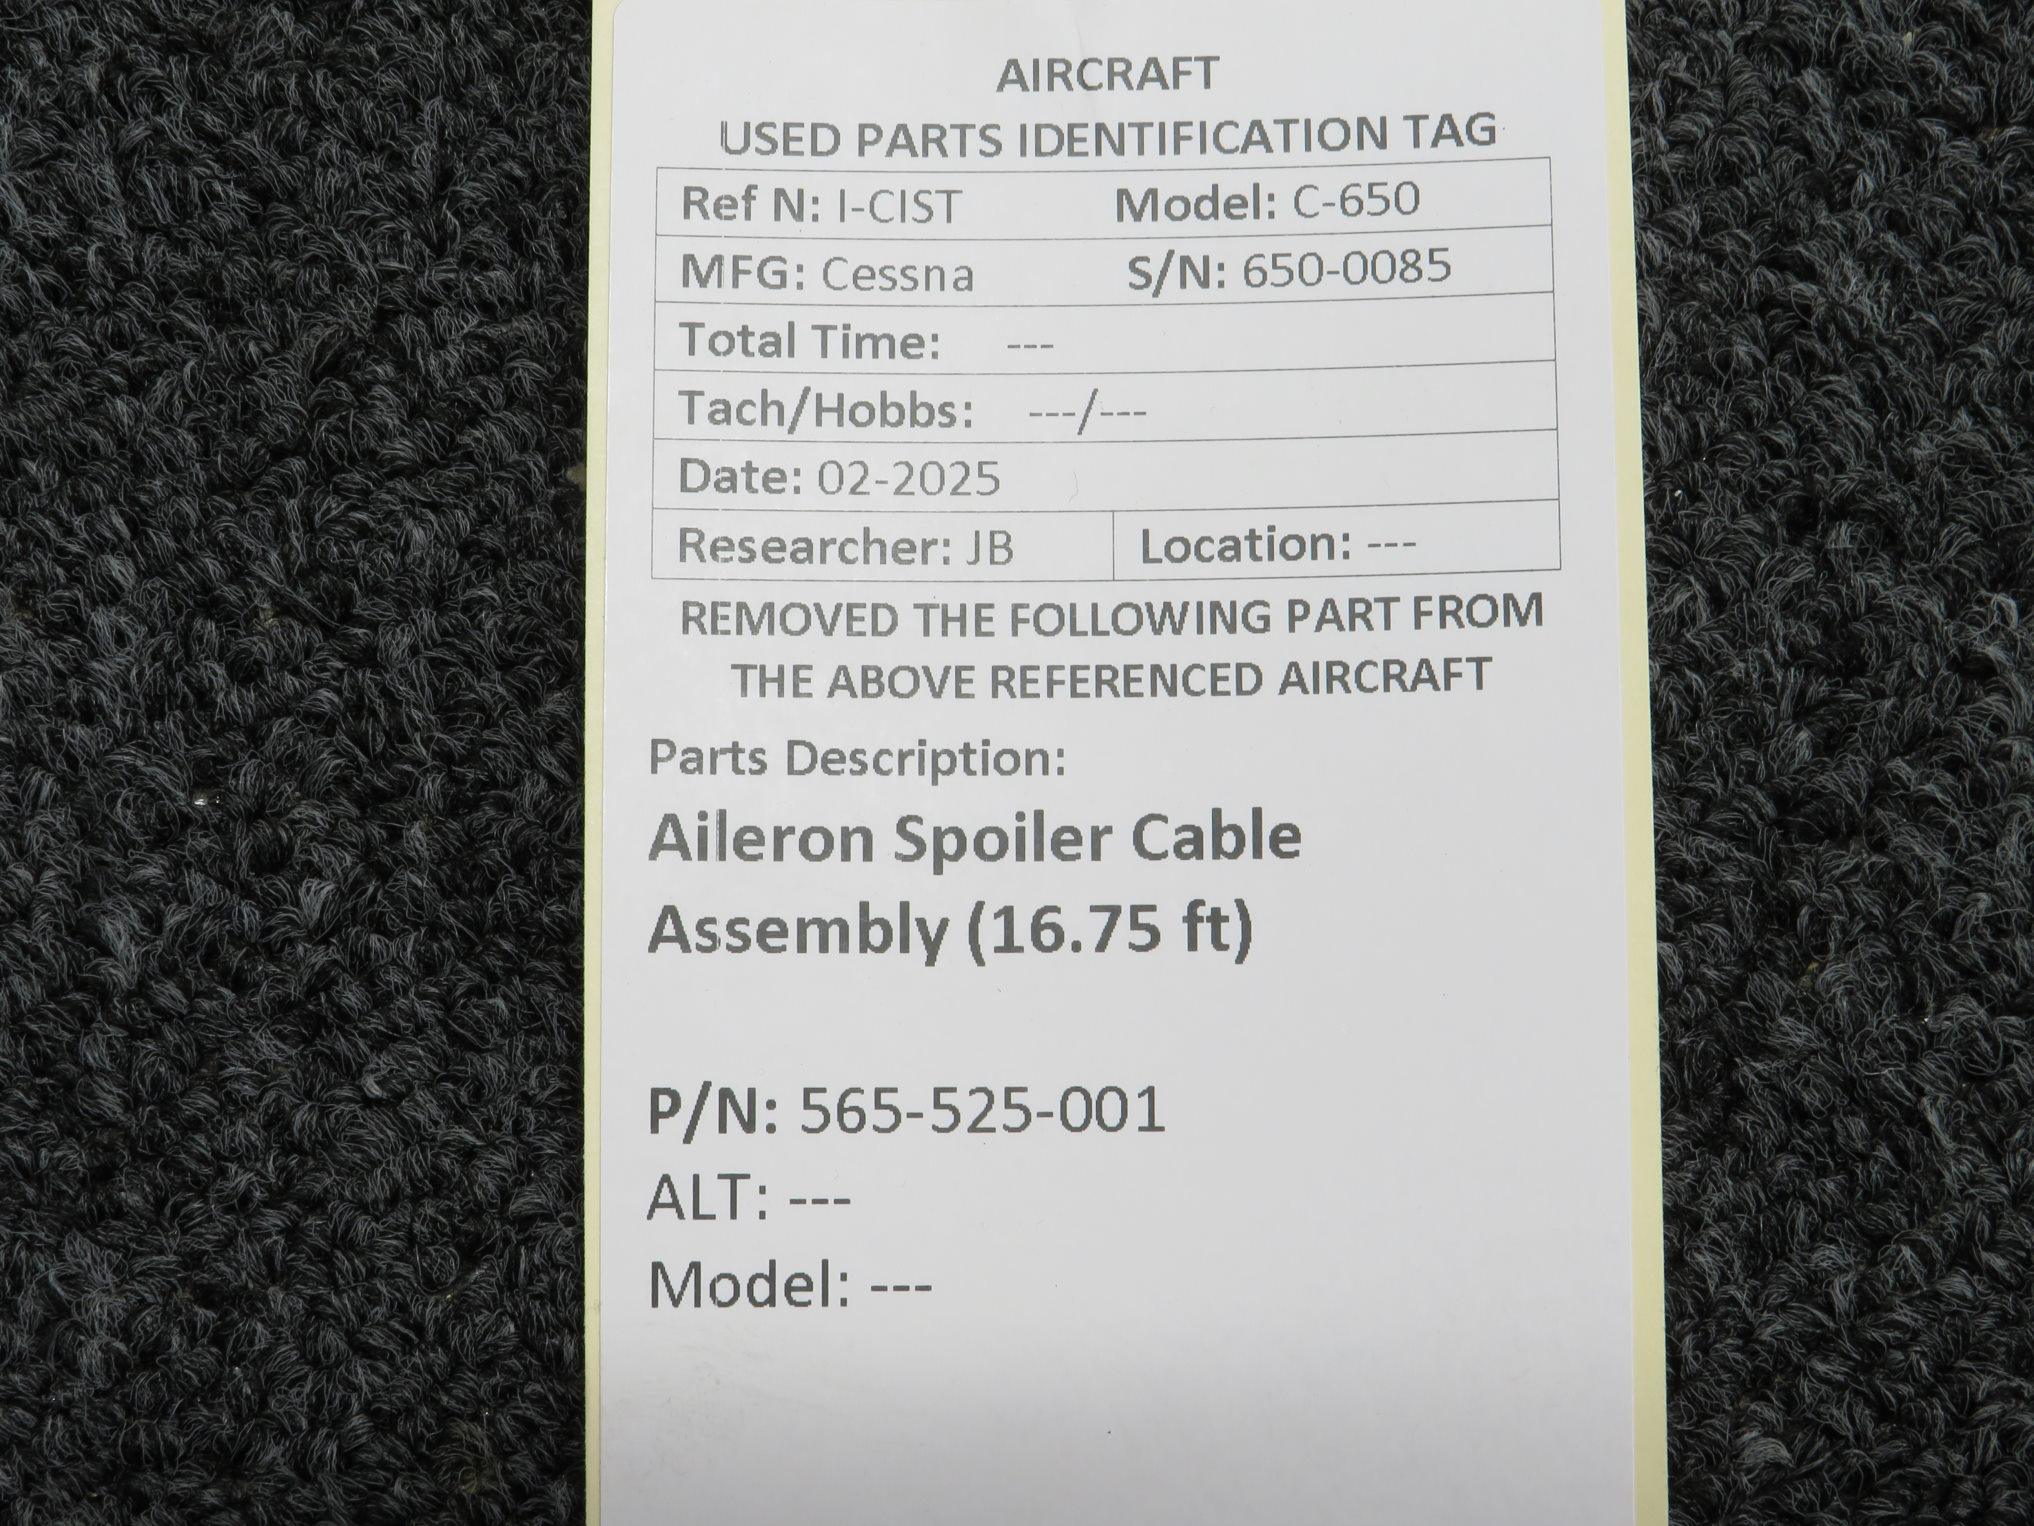 AIRCRAFT
USED PARTS IDENTIFICATION TAG
Ref N: I-CIST Model: C-650
MFG: Cessna S/N: 650-0085
Total Time: ---
Tach/Hobbs: ---/---
Date: 02-2025
Researcher: JB Location: ---
REMOVED THE FOLLOWING PART FROM
THE ABOVE REFERENCED AIRCRAFT
Parts Description:
Aileron Spoiler Cable
Assembly (16.75 ft)
P/N: 565-525-001
ALT: ---
Model: ---